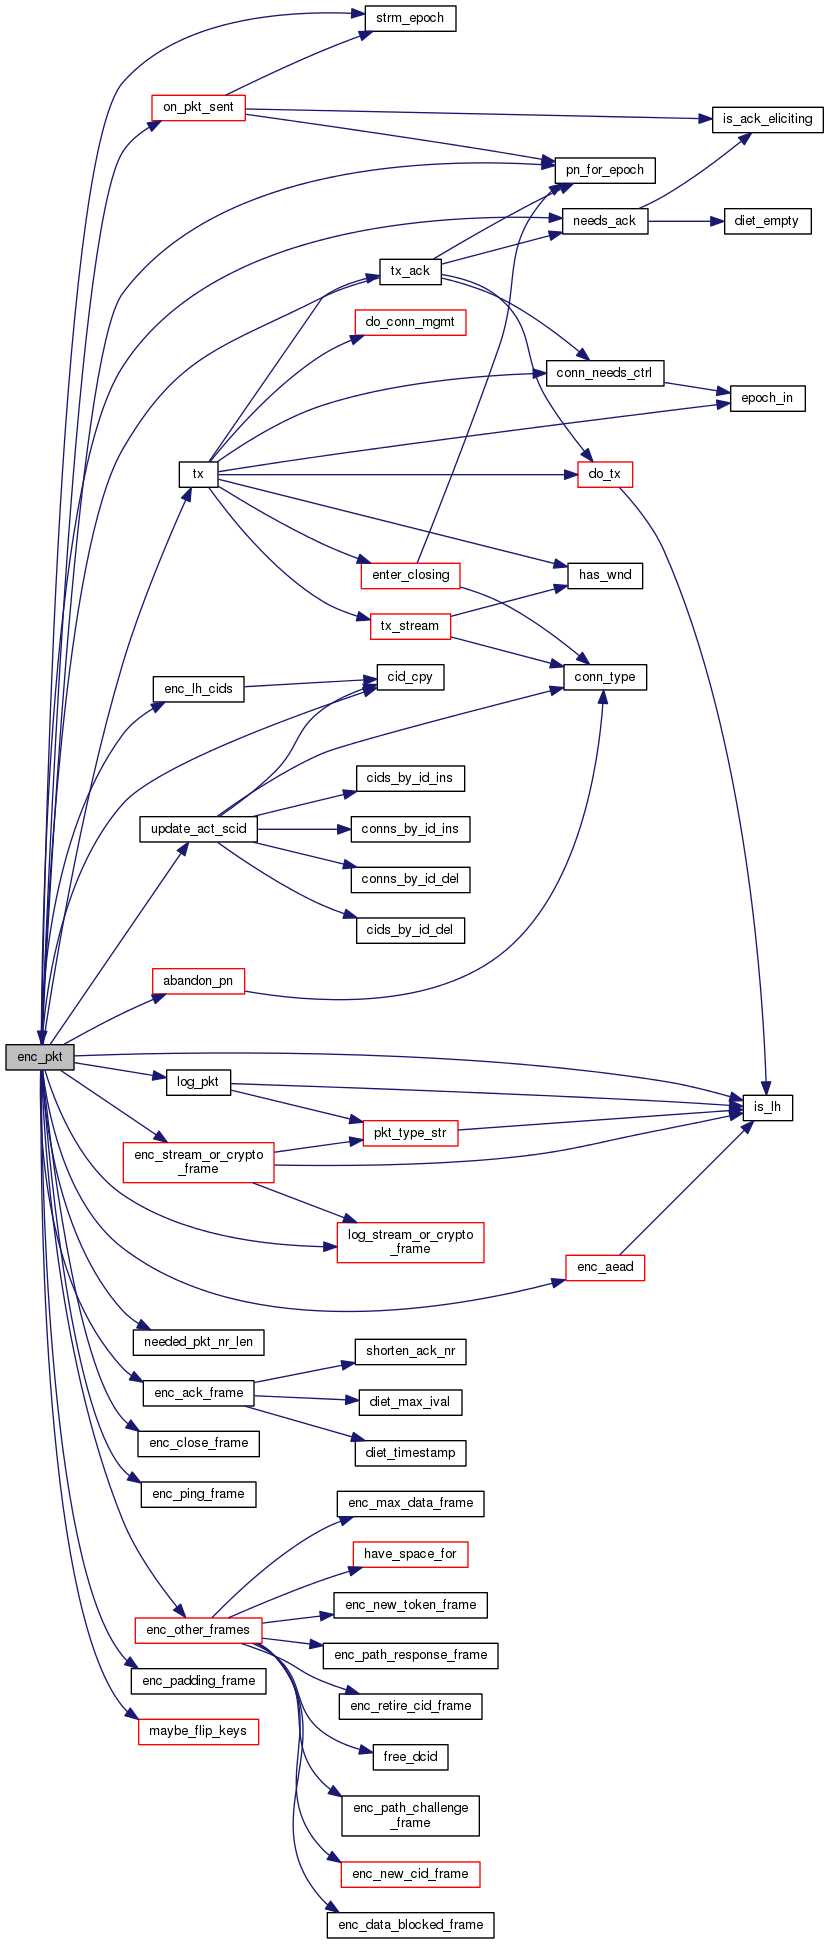 strm_epoch
on_pkt_sent
is_ack_eliciting
pn_for_epoch
needs_ack
diet_empty
tx_ack
do_conn_mgmt
conn_needs_ctrl
epoch_in
tx
do_tx
enter_closing
has_wnd
tx_stream
cid_cpy
conn_type
enc_lh_cids
cids_by_id_ins
update_act_scid
conns_by_id_ins
conns_by_id_del
cids_by_id_del
abandon_pn
enc_pkt
log_pkt
is_lh
pkt_type_str
enc_stream_or_crypto
_frame
log_stream_or_crypto
_frame
enc_aead
needed_pkt_nr_len
shorten_ack_nr
enc_ack_frame
diet_max_ival
enc_close_frame
diet_timestamp
enc_ping_frame
enc_max_data_frame
have_space_for
enc_new_token_frame
enc_other_frames
enc_path_response_frame
enc_padding_frame
enc_retire_cid_frame
maybe_flip_keys
free_dcid
enc_path_challenge
_frame
enc_new_cid_frame
enc_data_blocked_frame